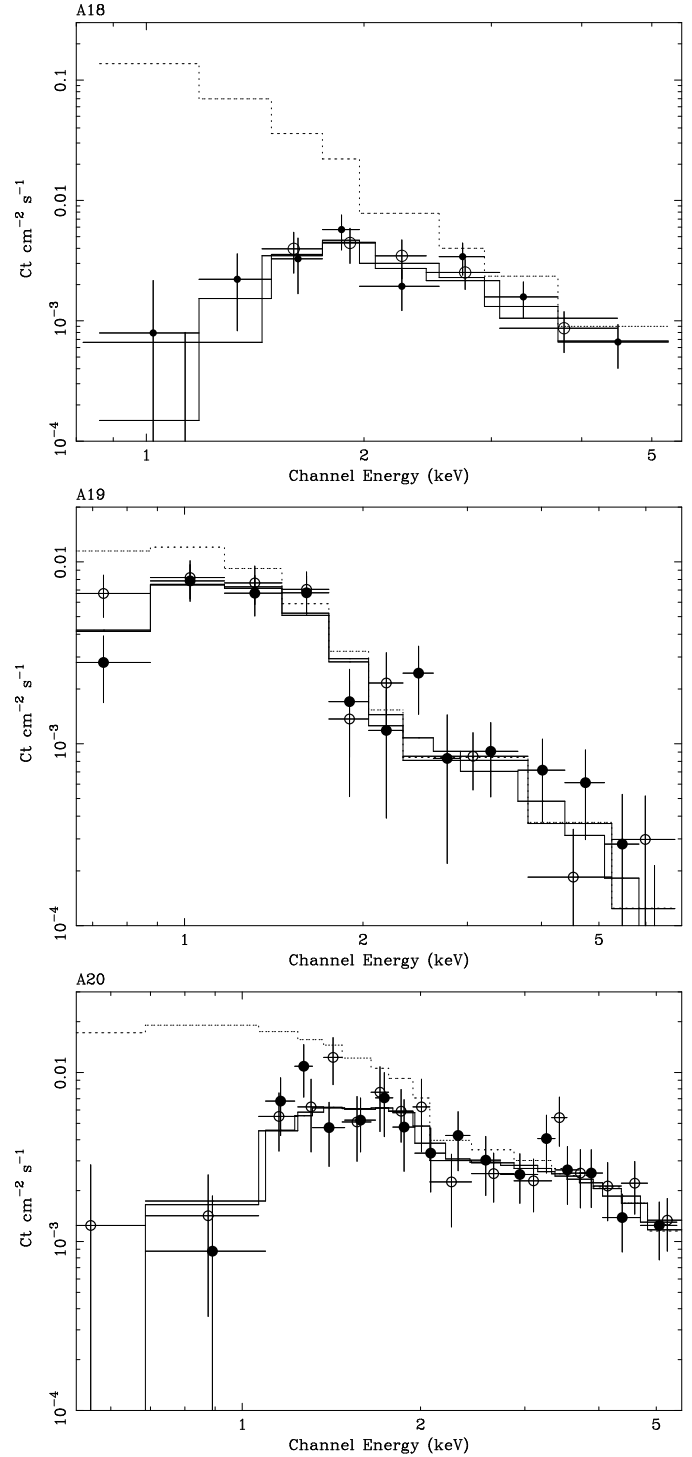 A18
0.1
0.01
10⁻³
10⁻⁴
Ct cm⁻² s⁻¹
1 2 5
Channel Energy (keV)
A19
0.01
10⁻³
10⁻⁴
Ct cm⁻² s⁻¹
1 2 5
Channel Energy (keV)
A20
0.01
10⁻³
10⁻⁴
Ct cm⁻² s⁻¹
1 2 5
Channel Energy (keV)